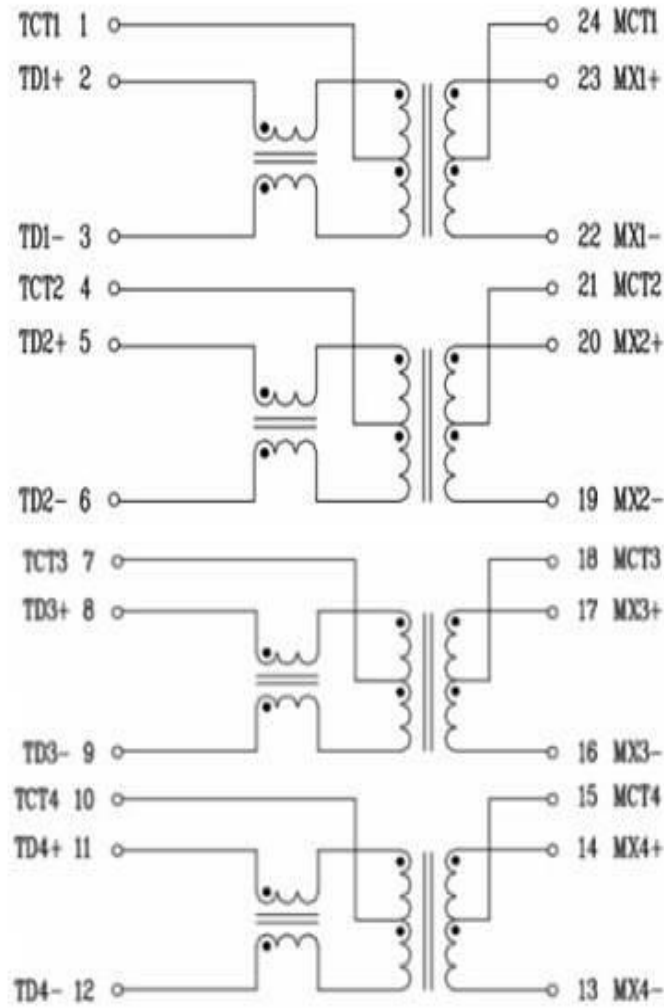 TCT1 1 24 MCT1
TD1+ 2 23 MX1+
TD1- 3 22 MX1-
TCT2 4 21 MCT2
TD2+ 5 20 MX2+
TD2- 6 19 MX2-
TCT3 7 18 MCT3
TD3+ 8 17 MX3+
TD3- 9 16 MX3-
TCT4 10 15 MCT4
TD4+ 11 14 MX4+
TD4- 12 13 MX4-